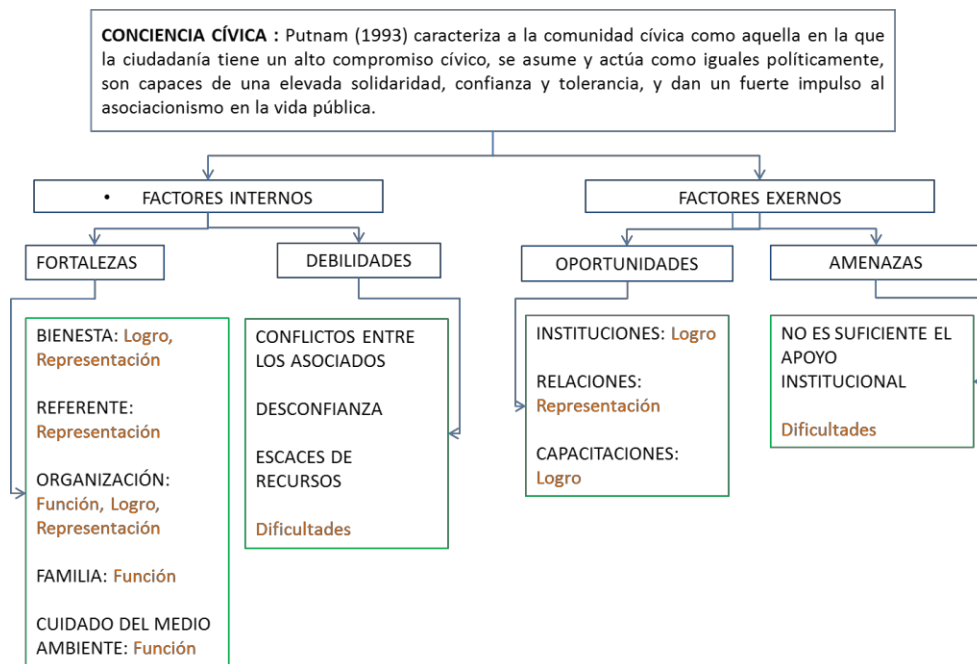 CONCIENCIA CÍVICA : Putnam (1993) caracteriza a la comunidad cívica como aquella en la que
la ciudadanía tiene un alto compromiso cívico, se asume y actúa como iguales políticamente,
son capaces de una elevada solidaridad, confianza y tolerancia, y dan un fuerte impulso al
asociacionismo en la vida pública.
• FACTORES INTERNOS
FACTORES EXERNOS
FORTALEZAS
DEBILIDADES
OPORTUNIDADES
AMENAZAS
BIENESTA: Logro,
Representación
REFERENTE:
Representación
ORGANIZACIÓN:
Función, Logro,
Representación
FAMILIA: Función
CUIDADO DEL MEDIO
AMBIENTE: Función
CONFLICTOS ENTRE
LOS ASOCIADOS
DESCONFIANZA
ESCACES DE
RECURSOS
Dificultades
INSTITUCIONES: Logro
RELACIONES:
Representación
CAPACITACIONES:
Logro
NO ES SUFICIENTE EL
APOYO
INSTITUCIONAL
Dificultades